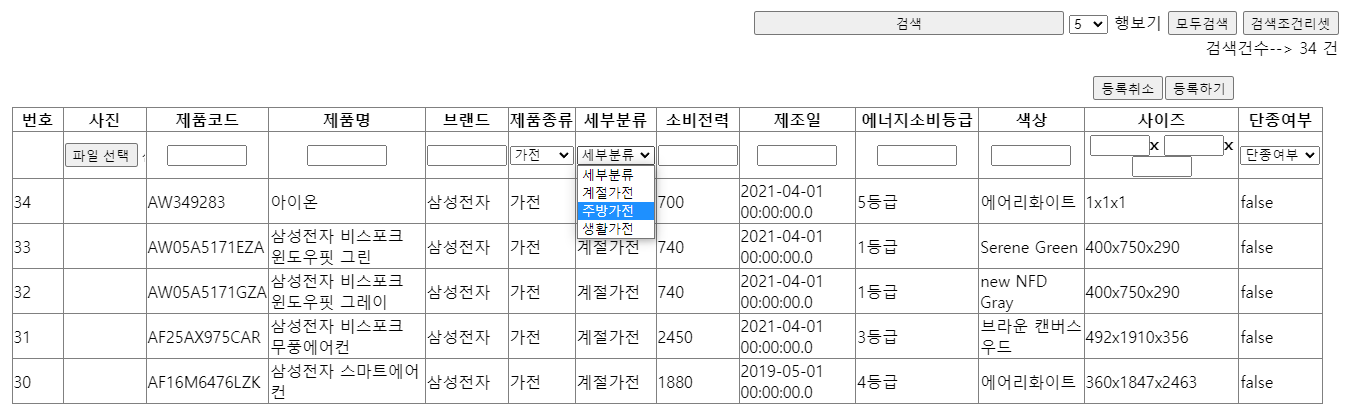 검색 5 행보기 모두검색 검색조건리셋
검색건수--> 34 건
등록취소 등록하기
번호 사진 제품코드 제품명 브랜드 제품종류 세부분류 소비전력 제조일 에너지소비등급 색상 사이즈 단종여부
파일 선택 가전 세부분류 x x 단종여부
세부분류
계절가전
주방가전
생활가전
34 AW349283 아이온 삼성전자 가전 700 2021-04-01 00:00:00.0 5등급 에어리화이트 1x1x1 false
33 AW05A5171EZA 삼성전자 비스포크 윈도우핏 그린 삼성전자 가전 계절가전 740 2021-04-01 00:00:00.0 1등급 Serene Green 400x750x290 false
32 AW05A5171GZA 삼성전자 비스포크 윈도우핏 그레이 삼성전자 가전 계절가전 740 2021-04-01 00:00:00.0 1등급 new NFD Gray 400x750x290 false
31 AF25AX975CAR 삼성전자 비스포크 무풍에어컨 삼성전자 가전 계절가전 2450 2021-04-01 00:00:00.0 3등급 브라운 캔버스 우드 492x1910x356 false
30 AF16M6476LZK 삼성전자 스마트에어컨 삼성전자 가전 계절가전 1880 2019-05-01 00:00:00.0 4등급 에어리화이트 360x1847x2463 false